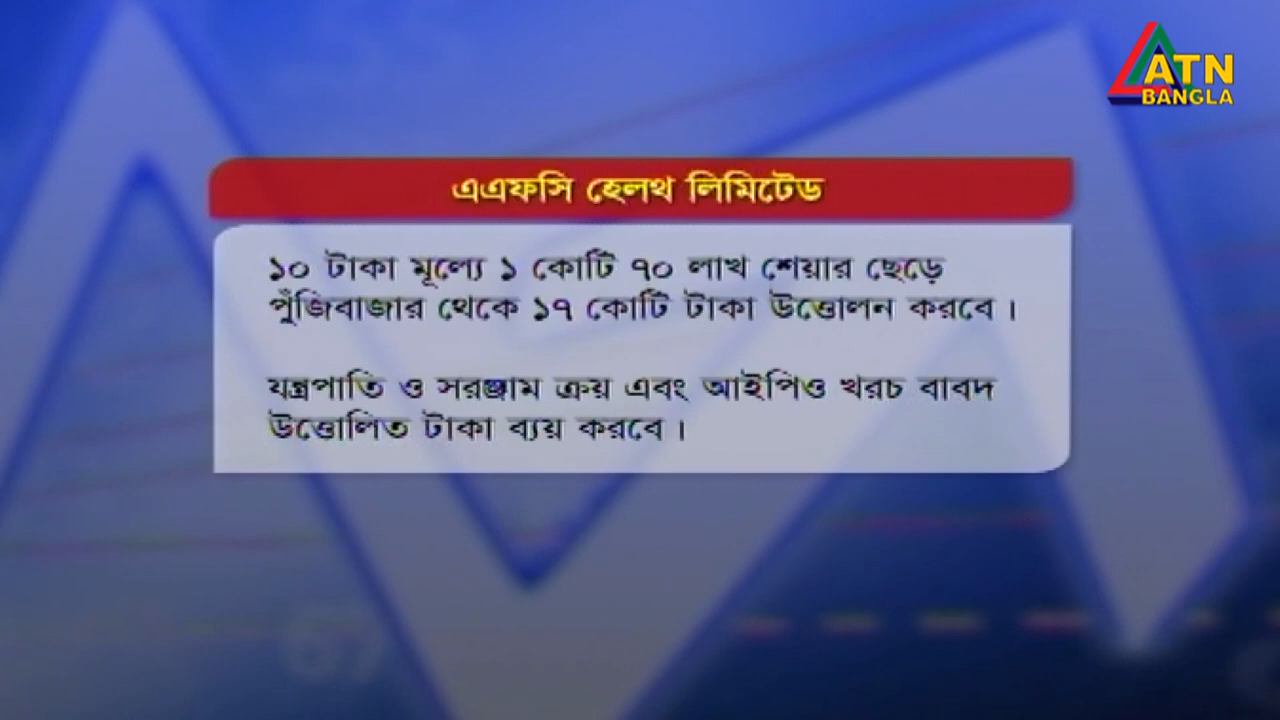 ATN
BANGLA
এএফসি হেলথ লিমিটেড
১০ টাকা মূল্যে ১ কোটি ৭০ লাখ শেয়ার ছেড়ে
পুঁজিবাজার থেকে ১৭ কোটি টাকা উত্তোলন করবে।
যন্ত্রপাতি ও সরঞ্জাম ক্রয় এবং আইপিও খরচ বাবদ
উত্তোলিত টাকা ব্যয় করবে।